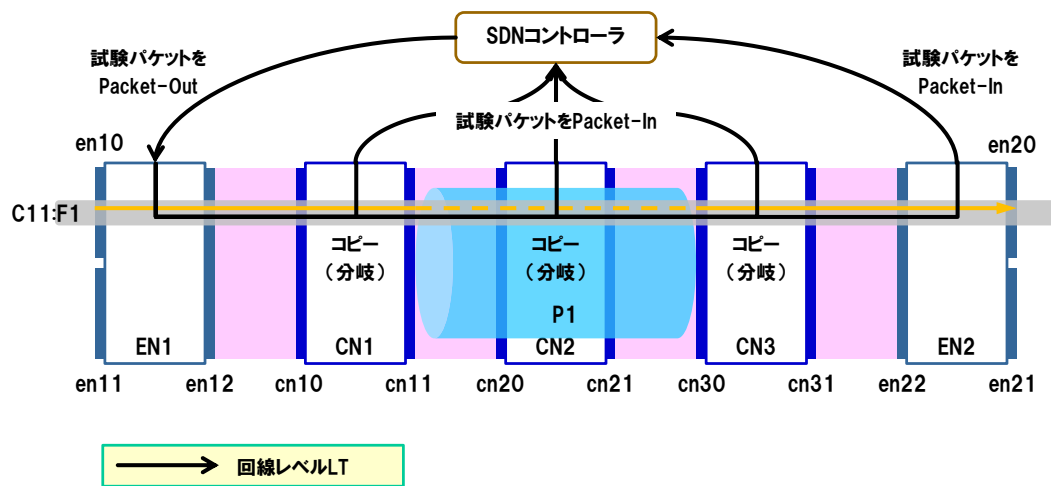 SDNコントローラ
試験パケットを
Packet-Out
試験パケットを
Packet-In
試験パケットをPacket-In
en10
en20
C11:F1
コピー
(分岐)
コピー
(分岐)
コピー
(分岐)
P1
EN1
CN1
CN2
CN3
EN2
en11
en12
cn10
cn11
cn20
cn21
cn30
cn31
en22
en21
回線レベルLT